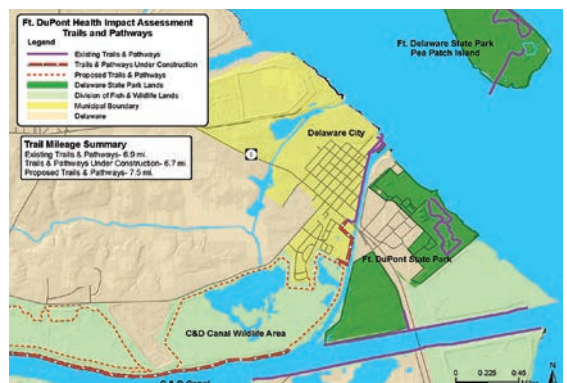 Ft. DuPont Health Impact Assessment
Trails and Pathways
Legend
Existing Trails & Pathways
Trails & Pathways Under Construction
Proposed Trails & Pathways
Delaware State Park Lands
Division of Fish & Wildlife Lands
Municipal Boundary
Delaware
Trail Mileage Summary
Existing Trails & Pathways- 6.9 mi.
Trails & Pathways Under Construction- 6.7 mi.
Proposed Trails & Pathways- 7.5 mi.
Ft. Delaware State Park
Pea Patch Island
Delaware City
Ft. DuPont State Park
C&D Canal Wildlife Area
C & D Canal
0 0.225 0.45
N